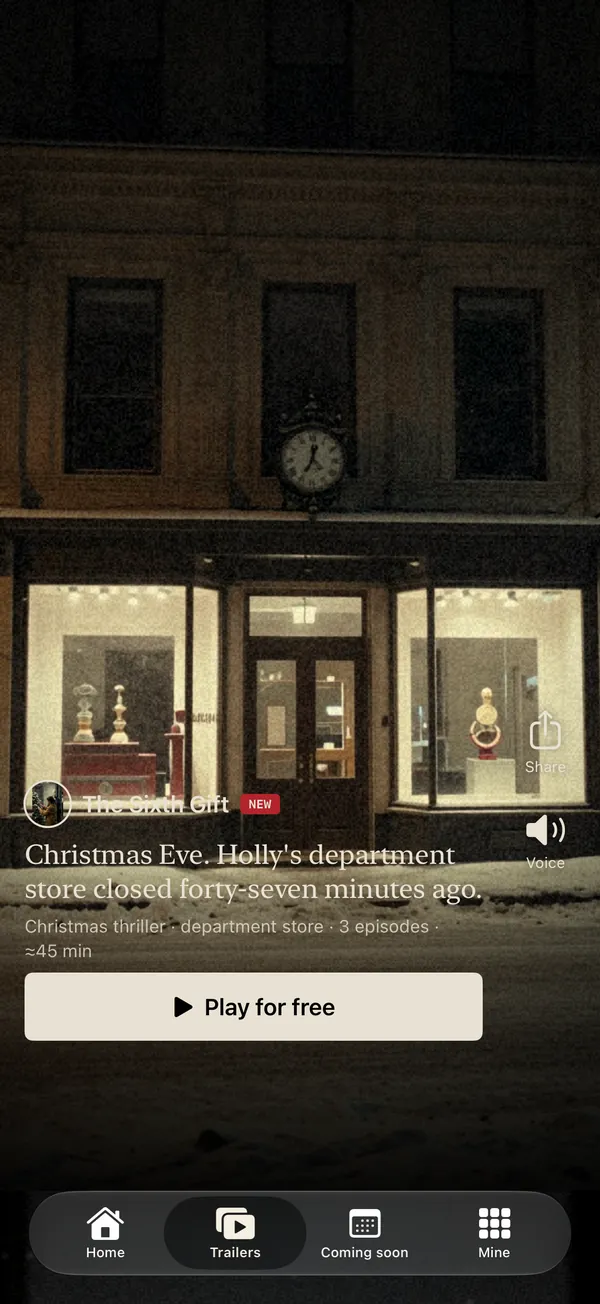 Share
The Sixth Gift NEW
Christmas Eve. Holly's department
store closed forty-seven minutes ago.
Voice
Christmas thriller · department store · 3 episodes ·
≈45 min
Play for free
Home
Trailers
Coming soon
Mine